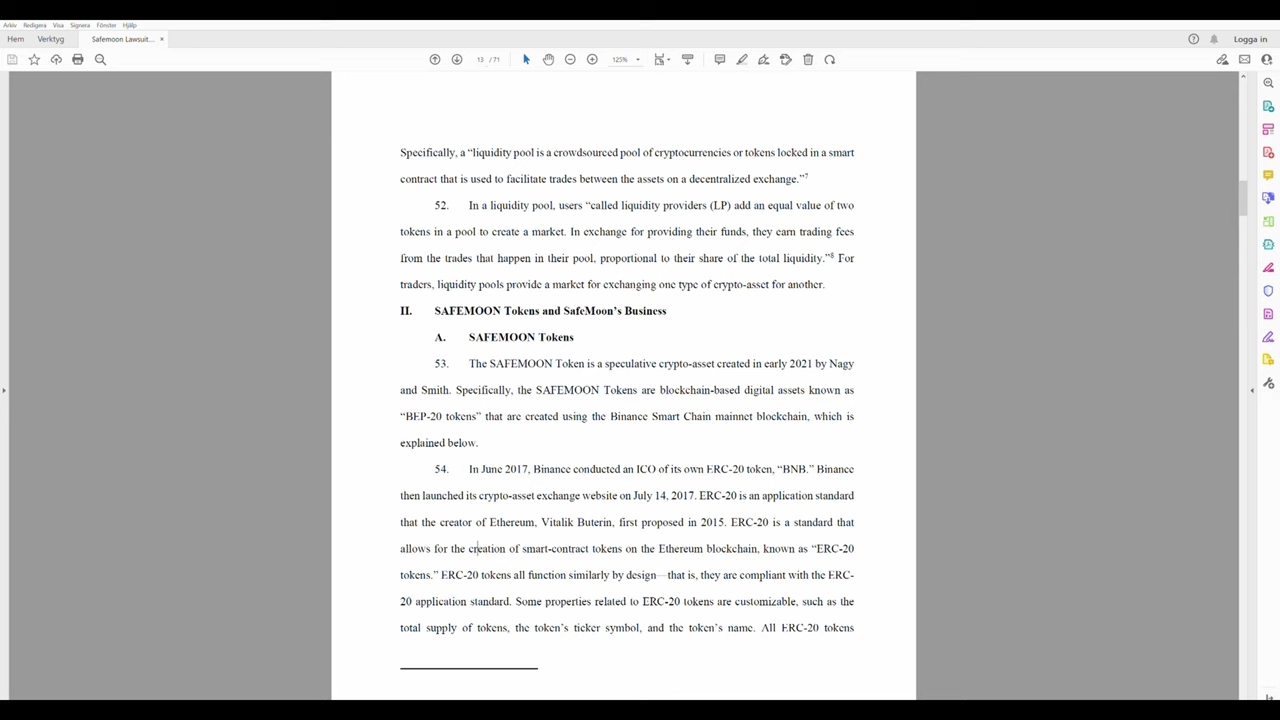 Arkiv Redigera Visa Signera Fönster Hjälp
Hem Verktyg Safemoon Lawsuit... × Logga in
13 / 71 125%
Specifically, a “liquidity pool is a crowdsourced pool of cryptocurrencies or tokens locked in a smart
contract that is used to facilitate trades between the assets on a decentralized exchange.”7
52. In a liquidity pool, users “called liquidity providers (LP) add an equal value of two
tokens in a pool to create a market. In exchange for providing their funds, they earn trading fees
from the trades that happen in their pool, proportional to their share of the total liquidity.”8 For
traders, liquidity pools provide a market for exchanging one type of crypto-asset for another.
II. SAFEMOON Tokens and SafeMoon’s Business
A. SAFEMOON Tokens
53. The SAFEMOON Token is a speculative crypto-asset created in early 2021 by Nagy
and Smith. Specifically, the SAFEMOON Tokens are blockchain-based digital assets known as
“BEP-20 tokens” that are created using the Binance Smart Chain mainnet blockchain, which is
explained below.
54. In June 2017, Binance conducted an ICO of its own ERC-20 token, “BNB.” Binance
then launched its crypto-asset exchange website on July 14, 2017. ERC-20 is an application standard
that the creator of Ethereum, Vitalik Buterin, first proposed in 2015. ERC-20 is a standard that
allows for the creation of smart-contract tokens on the Ethereum blockchain, known as “ERC-20
tokens.” ERC-20 tokens all function similarly by design—that is, they are compliant with the ERC-
20 application standard. Some properties related to ERC-20 tokens are customizable, such as the
total supply of tokens, the token’s ticker symbol, and the token’s name. All ERC-20 tokens